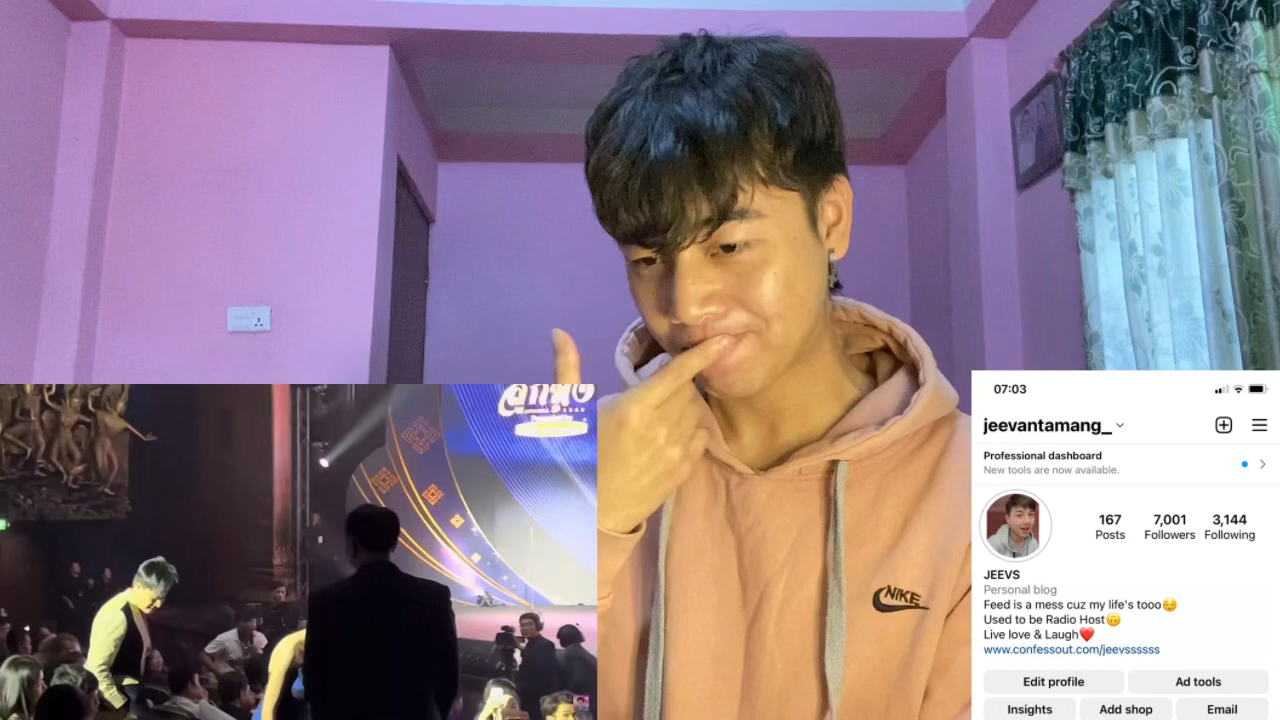 NIKE
07:03
jeevantamang_
Professional dashboard
New tools are now available.
167
7,001
3,144
Posts
Followers
Following
JEEVS
Personal blog
Feed is a mess cuz my life's tooo😌
Used to be Radio Host🙃
Live love & Laugh❤️
www.confessout.com/jeevssssss
Edit profile
Ad tools
Insights
Add shop
Email